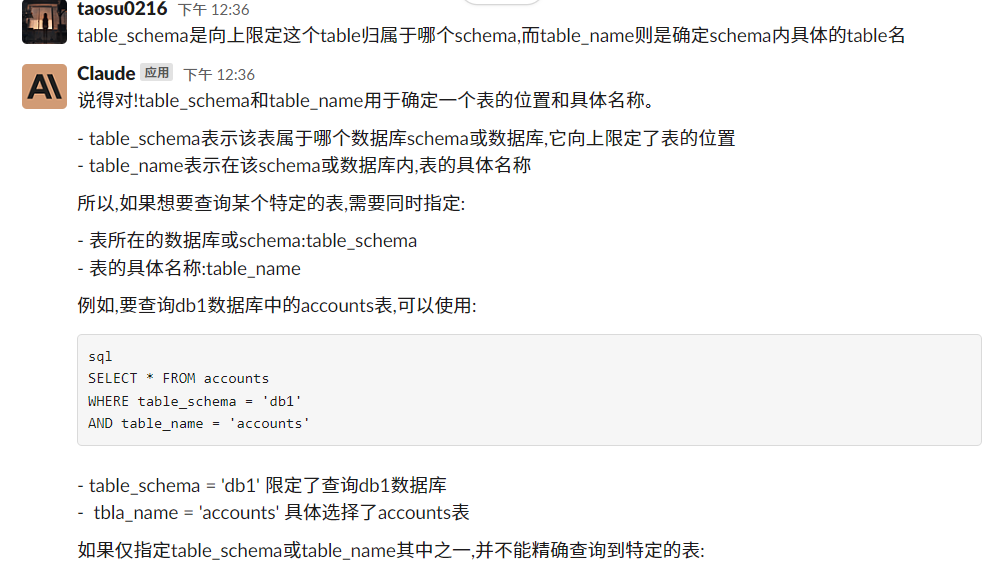 taosu0216 下午 12:36
table_schema是向上限定这个table归属于哪个schema,而table_name则是确定schema内具体的table名
Claude 应用 下午 12:36
说得对!table_schema和table_name用于确定一个表的位置和具体名称。
- table_schema表示该表属于哪个数据库schema或数据库,它向上限定了表的位置
- table_name表示在该schema或数据库内,表的具体名称
所以,如果想要查询某个特定的表,需要同时指定:
- 表所在的数据库或schema:table_schema
- 表的具体名称:table_name
例如,要查询db1数据库中的accounts表,可以使用:
sql
SELECT * FROM accounts
WHERE table_schema = 'db1'
AND table_name = 'accounts'
- table_schema = 'db1' 限定了查询db1数据库
- tbla_name = 'accounts' 具体选择了accounts表
如果仅指定table_schema或table_name其中之一,并不能精确查询到特定的表: